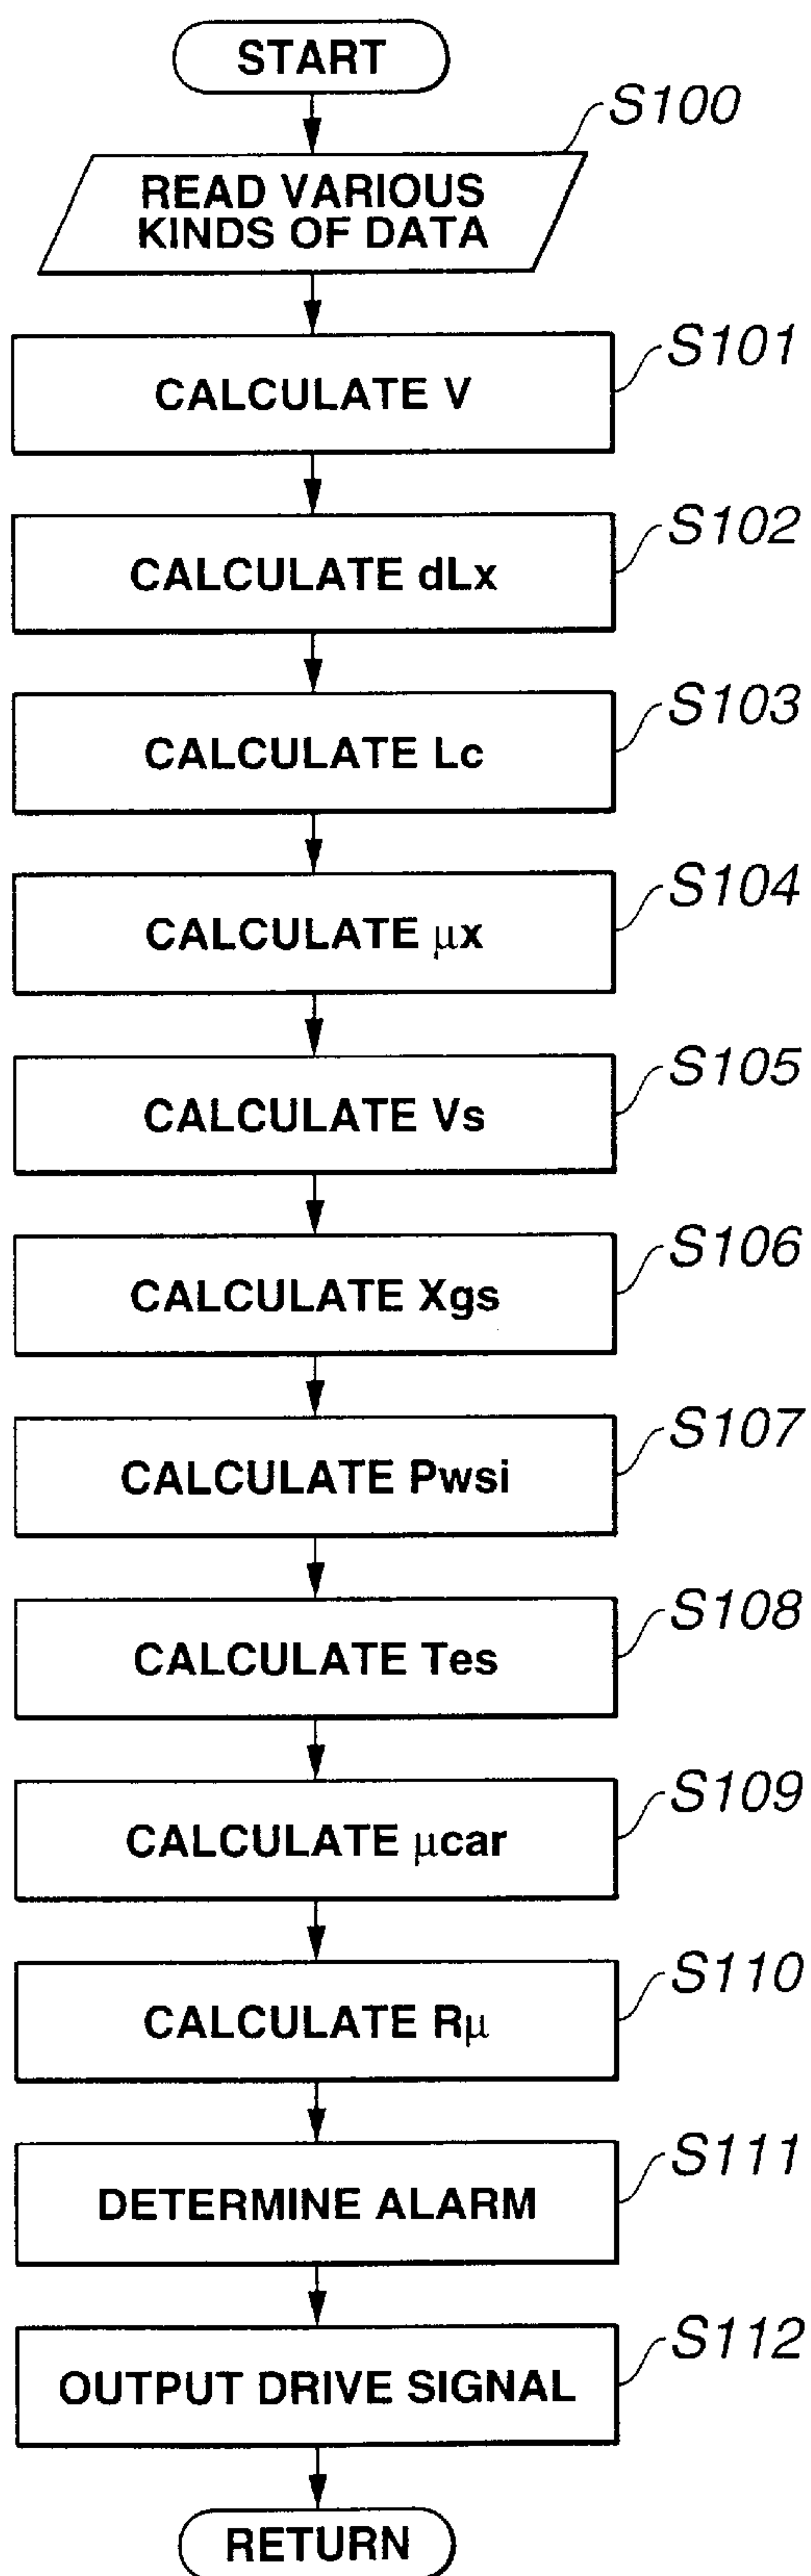 START
S100
READ VARIOUS
KINDS OF DATA
S101
CALCULATE V
S102
CALCULATE dLx
S103
CALCULATE Lc
S104
CALCULATE μx
S105
CALCULATE Vs
S106
CALCULATE Xgs
S107
CALCULATE Pwsi
S108
CALCULATE Tes
S109
CALCULATE μcar
S110
CALCULATE Rμ
S111
DETERMINE ALARM
S112
OUTPUT DRIVE SIGNAL
RETURN